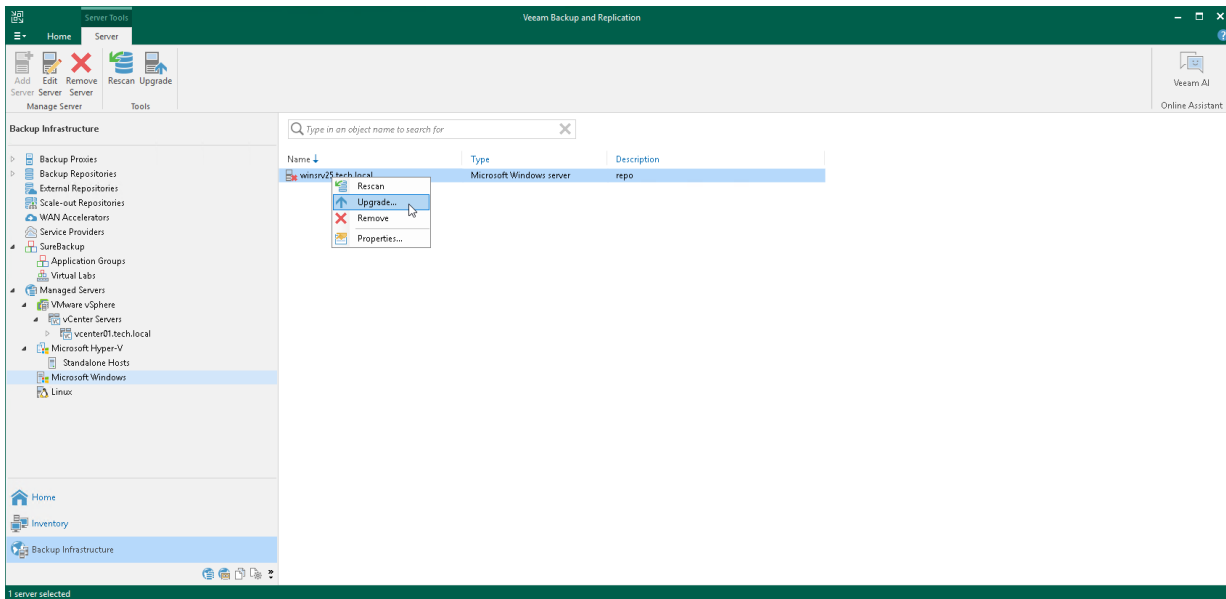 Server Tools
Veeam Backup and Replication
Home Server
Add Server
Edit Server
Remove Server
Rescan
Upgrade
Manage Server
Tools
Veeam AI
Online Assistant
Backup Infrastructure
Type in an object name to search for
Name Type Description
winsrv25.tech.local Microsoft Windows server repo
Rescan
Upgrade...
Remove
Properties...
Backup Proxies
Backup Repositories
External Repositories
Scale-out Repositories
WAN Accelerators
Service Providers
SureBackup
Application Groups
Virtual Labs
Managed Servers
VMware vSphere
vCenter Servers
vcenter01.tech.local
Microsoft Hyper-V
Standalone Hosts
Microsoft Windows
Linux
Home
Inventory
Backup Infrastructure
1 server selected